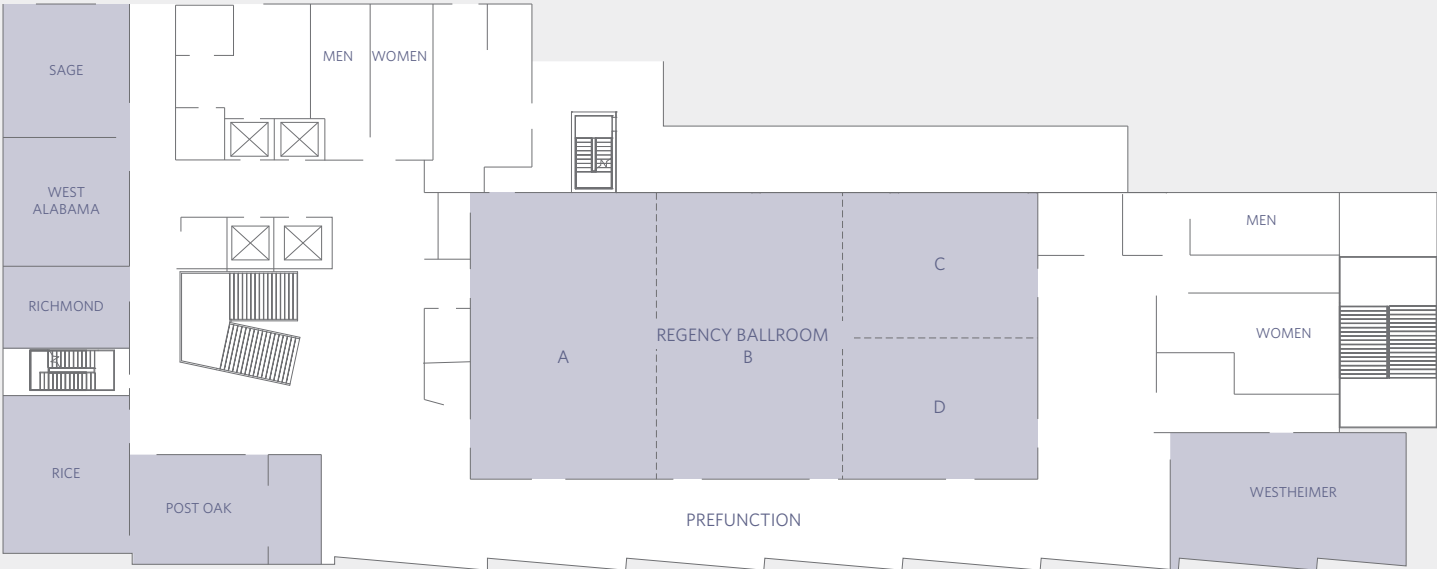 SAGE
MEN
WOMEN
WEST
ALABAMA
RICHMOND
RICE
POST OAK
REGENCY BALLROOM
A
B
C
D
PREFUNCTION
MEN
WOMEN
WESTHEIMER